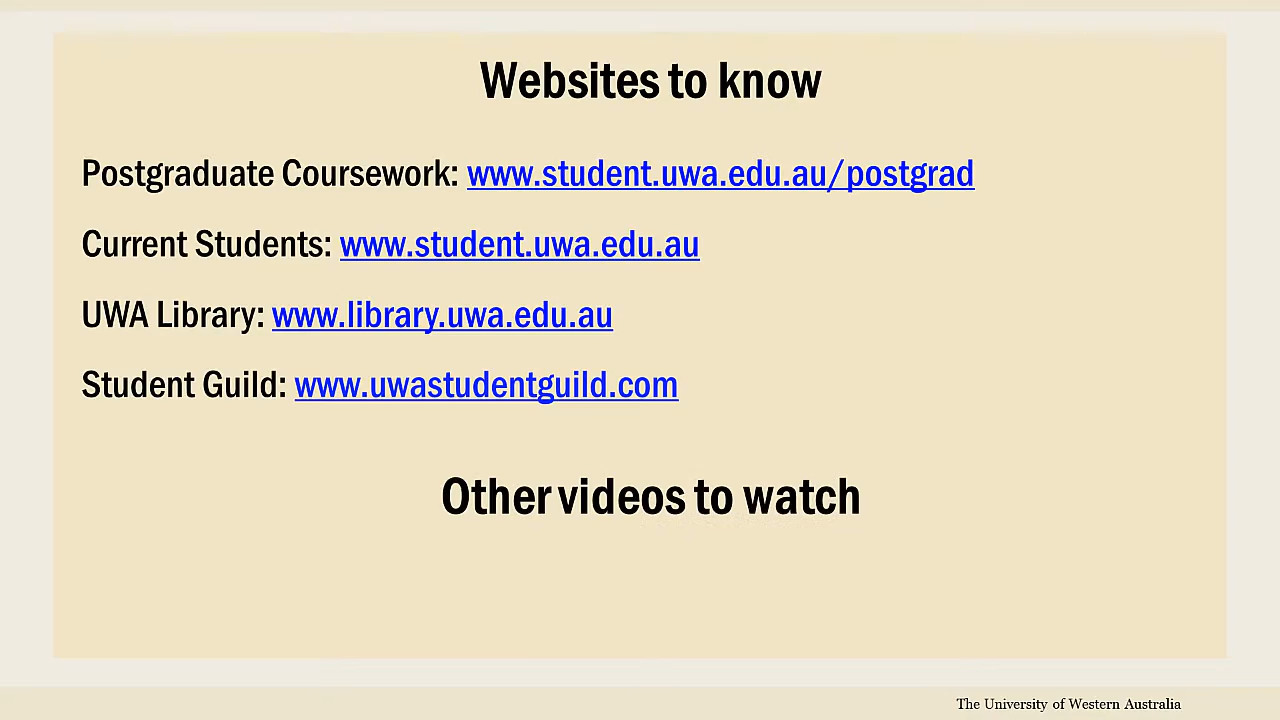 Websites to know
Postgraduate Coursework: www.student.uwa.edu.au/postgrad
Current Students: www.student.uwa.edu.au
UWA Library: www.library.uwa.edu.au
Student Guild: www.uwastudentguild.com
Other videos to watch
The University of Western Australia